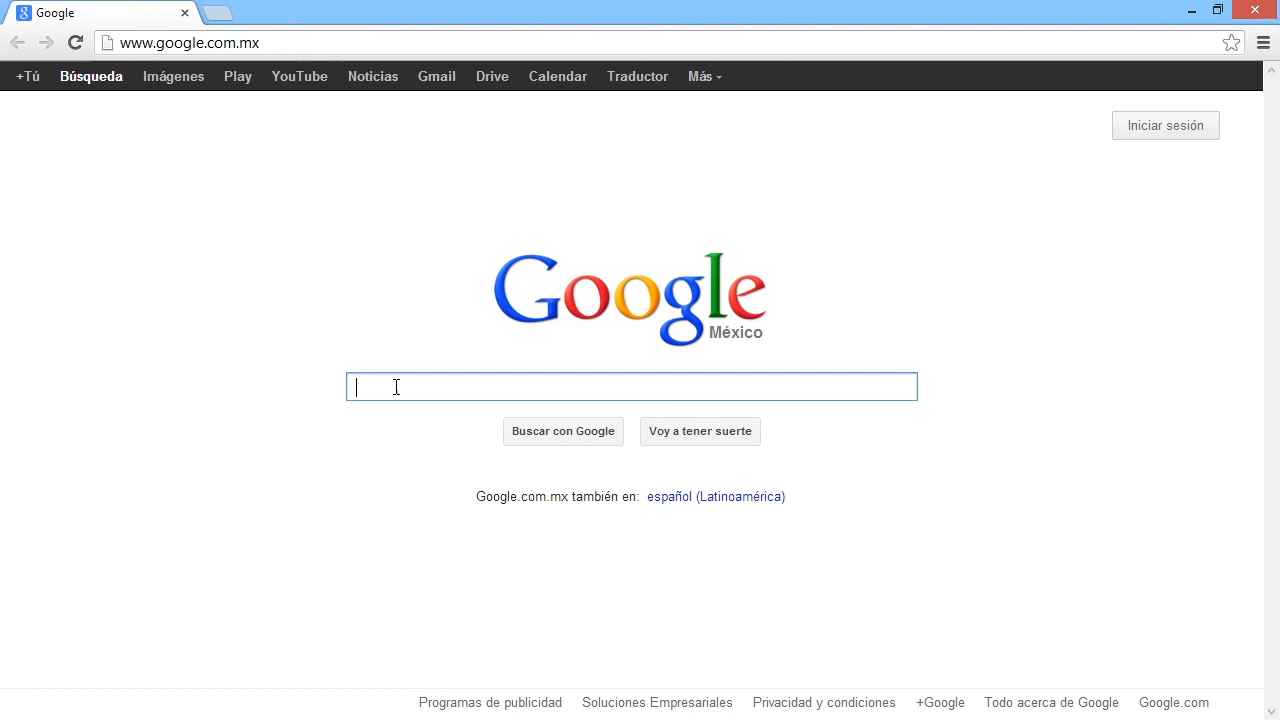 Google
www.google.com.mx
+Tú Búsqueda Imágenes Play YouTube Noticias Gmail Drive Calendar Traductor Más
Iniciar sesión
Google
México
Buscar con Google Voy a tener suerte
Google.com.mx también en: español (Latinoamérica)
Programas de publicidad Soluciones Empresariales Privacidad y condiciones +Google Todo acerca de Google Google.com